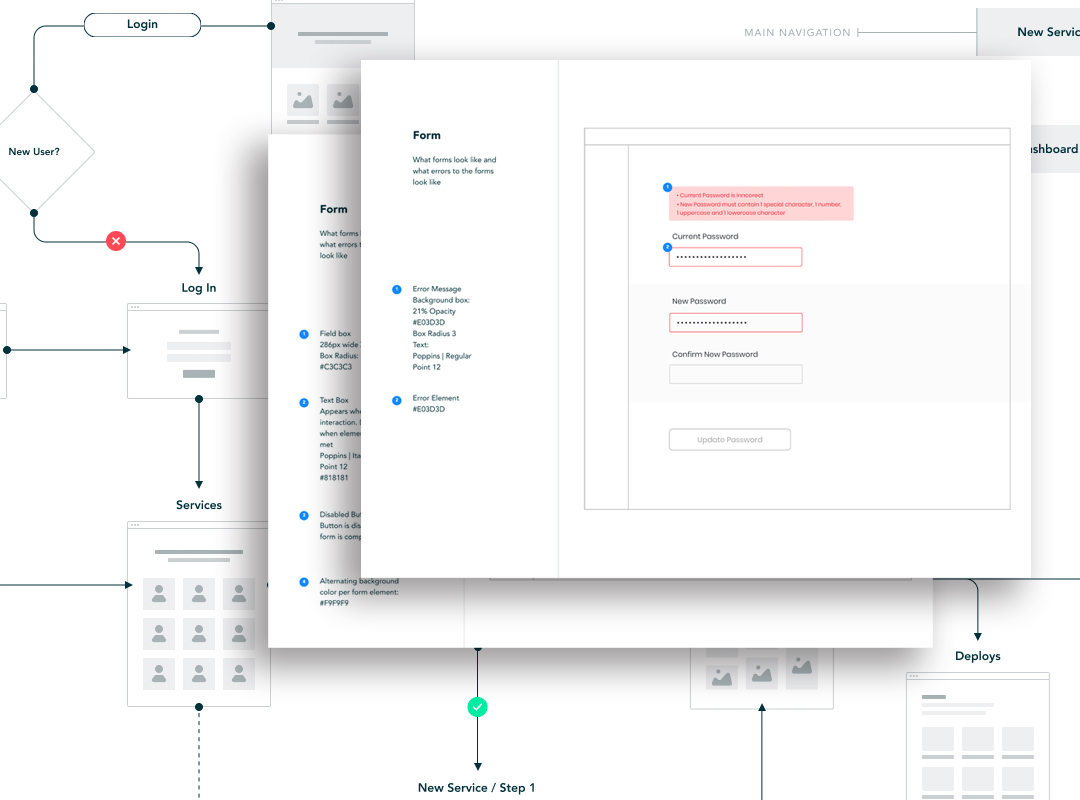 Login
MAIN NAVIGATION
New Servic
New User?
shboard
Log In
Services
Form
What forms
what errors t
look like
1
Field box
286px wide
Box Radius:
#C3C3C3
2
Text Box
Appears whe
interaction.
when eleme
met
Poppins | Ita
Point 12
#818181
3
Disabled Bu
Button is dis
form is comp
4
Alternating background
color per form element:
#F9F9F9
Form
What forms look like and
what errors to the forms
look like
1
Error Message
Background box:
21% Opacity
#E03D3D
Box Radius 3
Text:
Poppins | Regular
Point 12
2
Error Element
#E03D3D
1
• Current Password is innocorect
• New Password must contain 1 special character, 1 number,
1 uppercase and 1 lowercase character
Current Password
2
New Password
Confirm New Password
Update Password
Deploys
New Service / Step 1